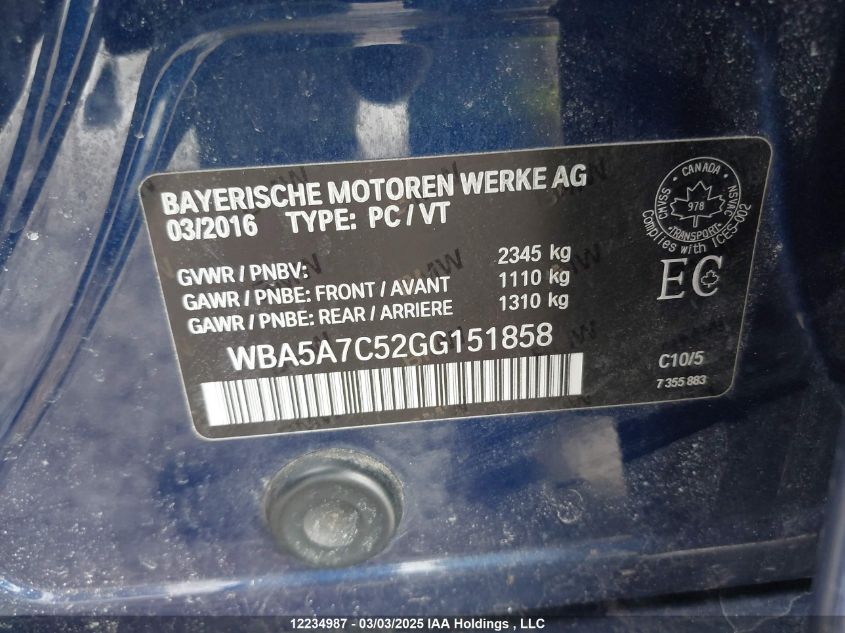 BAYERISCHE MOTOREN WERKE AG
03/2016 TYPE: PC / VT
GVWR / PNBV: 2345 kg
GAWR / PNBE: FRONT / AVANT 1110 kg
GAWR / PNBE: REAR / ARRIERE 1310 kg
WBA5A7C52GG151858
CANADA
CMVSS
NSVAC
978
TRANSPORT
Complies with ICES-002
EC
C10/5
7 355 883
12234987 - 03/03/2025 IAA Holdings , LLC